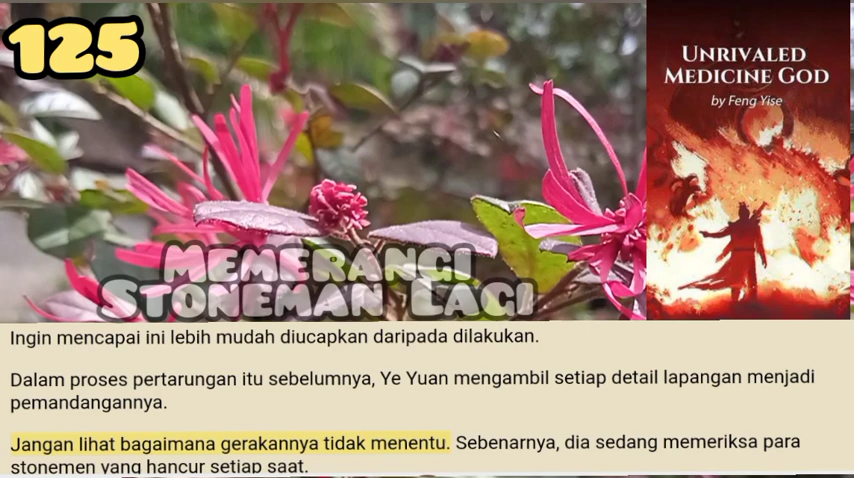 125
UNRIVALED
MEDICINE GOD
by Feng Yise
MEMERANGI
STONEMAN LAGI
Ingin mencapai ini lebih mudah diucapkan daripada dilakukan.
Dalam proses pertarungan itu sebelumnya, Ye Yuan mengambil setiap detail lapangan menjadi
pemandangannya.
Jangan lihat bagaimana gerakannya tidak menentu. Sebenarnya, dia sedang memeriksa para
stonemen yang hancur setiap saat.